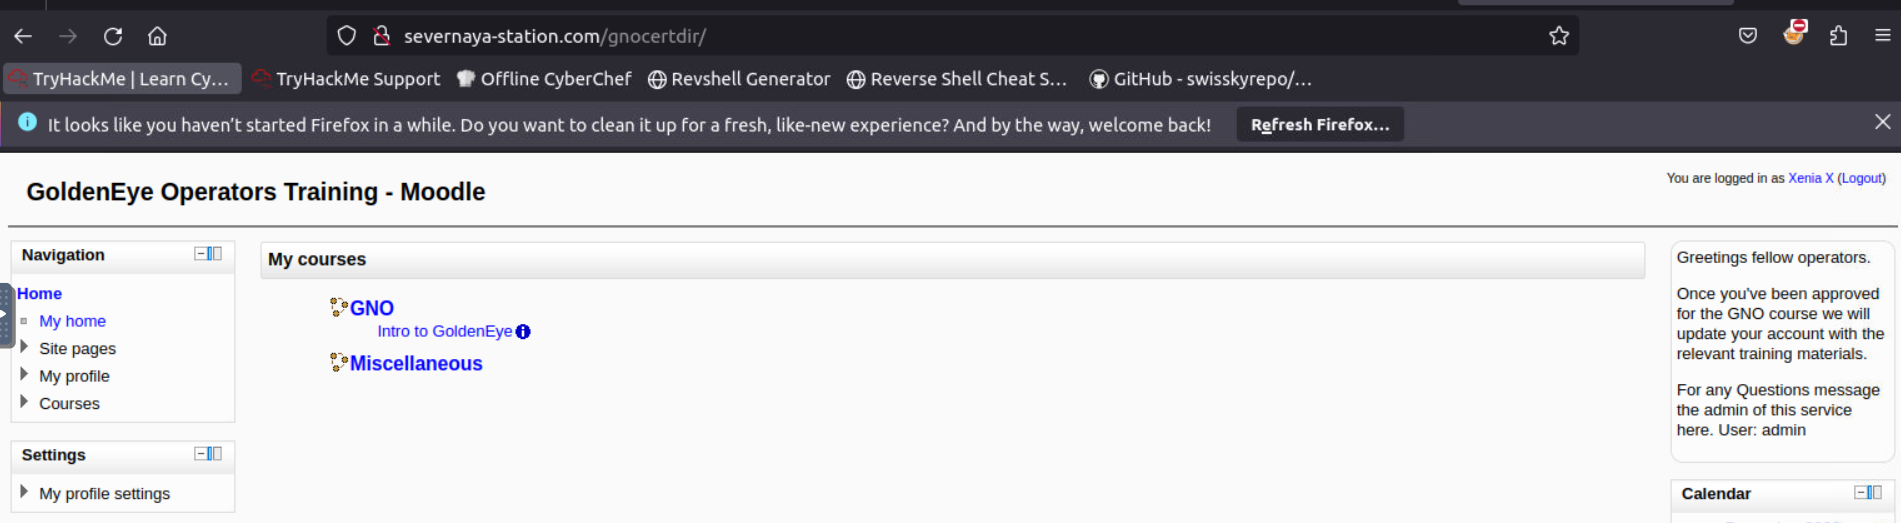 severnaya-station.com/gnocertdir/
TryHackMe | Learn Cy... TryHackMe Support Offline CyberChef Revshell Generator Reverse Shell Cheat S... GitHub - swisskyrepo/...
It looks like you haven't started Firefox in a while. Do you want to clean it up for a fresh, like-new experience? And by the way, welcome back! Refresh Firefox...
GoldenEye Operators Training - Moodle
You are logged in as Xenia X (Logout)
Navigation
Home
My home
Site pages
My profile
Courses
Settings
My profile settings
My courses
GNO
Intro to GoldenEye
Miscellaneous
Greetings fellow operators.
Once you've been approved
for the GNO course we will
update your account with the
relevant training materials.
For any Questions message
the admin of this service
here. User: admin
Calendar